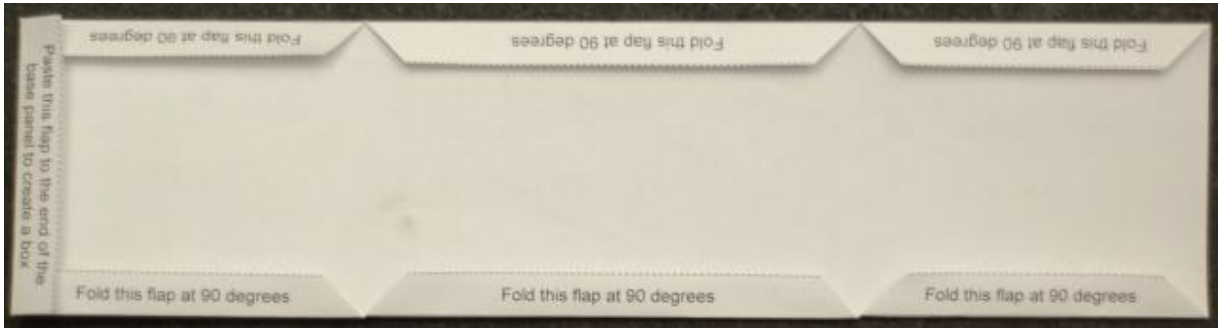 Fold this flap at 90 degrees
Fold this flap at 90 degrees
Fold this flap at 90 degrees
Paste this flap to the end of the
base panel to create a box
Fold this flap at 90 degrees
Fold this flap at 90 degrees
Fold this flap at 90 degrees